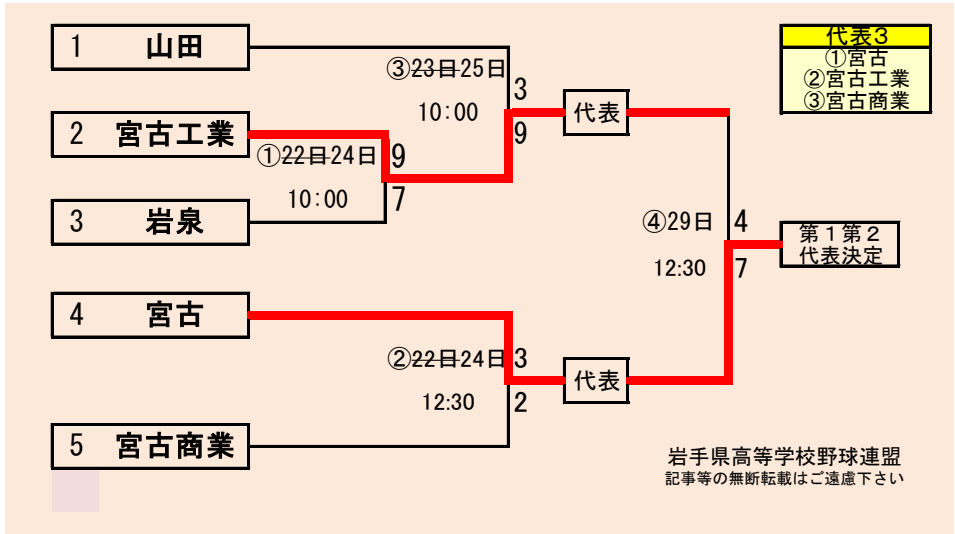 1 山田
③23日25日
10:00
3
9
代表
代表3
①宮古
②宮古工業
③宮古商業
2 宮古工業
①22日24日
10:00
9
7
3 岩泉
④29日
12:30
4
7
第1第2
代表決定
4 宮古
②22日24日
12:30
3
2
代表
5 宮古商業
岩手県高等学校野球連盟
記事等の無断転載はご遠慮下さい